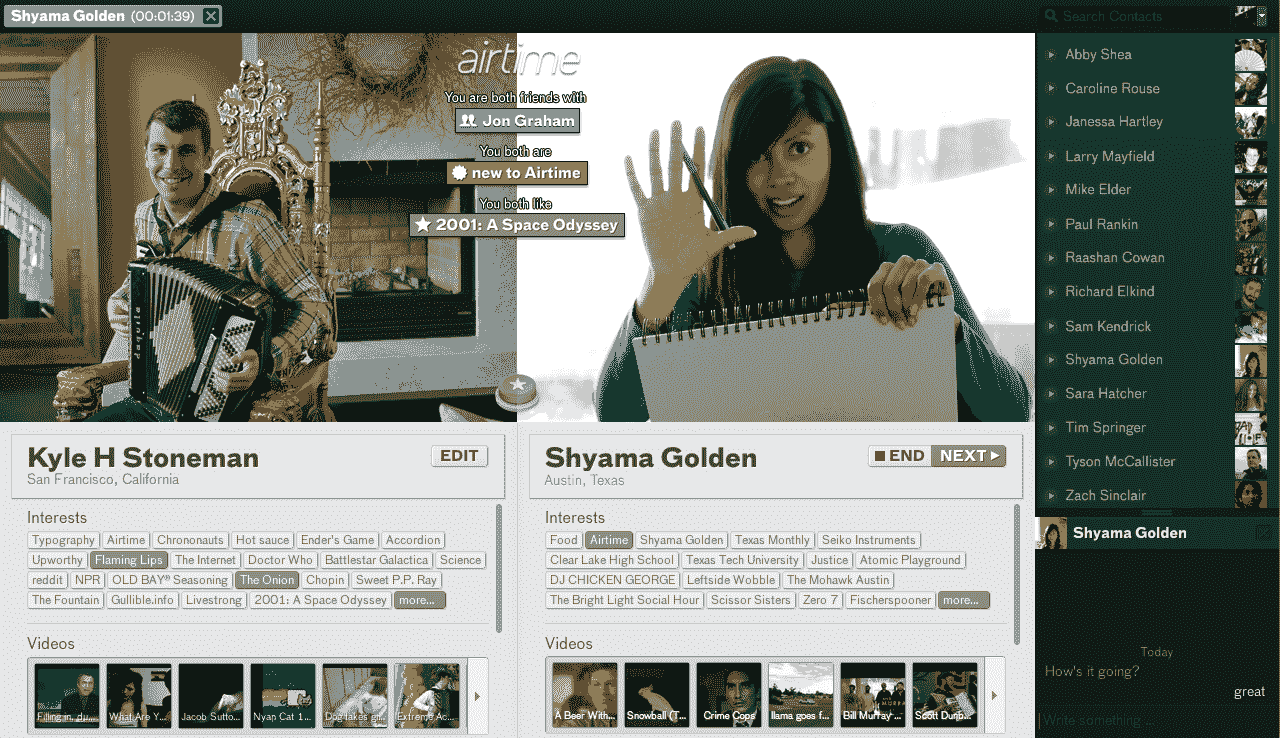 Shyama Golden (00:01:39)
Search Contacts
airtime
You are both friends with
Jon Graham
You both are
new to Airtime
You both like
2001: A Space Odyssey
daquila
Kyle H Stoneman
EDIT
San Francisco, California
Interests
Typography Airtime Chrononauts Hot sauce Ender's Game Accordion
Upworthy Flaming Lips The Internet Doctor Who Battlestar Galactica Science
reddit NPR OLD BAY® Seasoning The Onion Chopin Sweet P.P. Ray
The Fountain Gullible.info Livestrong 2001: A Space Odyssey more...
Videos
Filling in, du...
What Are Y...
Jacob Sutto...
Nyan Cat 1...
Dog takes gi...
Extreme Ac...
Shyama Golden
END NEXT
Austin, Texas
Interests
Food Airtime Shyama Golden Texas Monthly Seiko Instruments
Clear Lake High School Texas Tech University Justice Atomic Playground
DJ CHICKEN GEORGE Leftside Wobble The Mohawk Austin
The Bright Light Social Hour Scissor Sisters Zero 7 Fischerspooner more...
Videos
A Beer With...
Snowball (T...
Crime Cops
llama goes f...
Bill Murray ...
Scott Dunb...
Abby Shea
Caroline Rouse
Janessa Hartley
Larry Mayfield
Mike Elder
Paul Rankin
Raashan Cowan
Richard Elkind
Sam Kendrick
Shyama Golden
Sara Hatcher
Tim Springer
Tyson McCallister
Zach Sinclair
Shyama Golden
Today
How's it going?
great
Write something ...